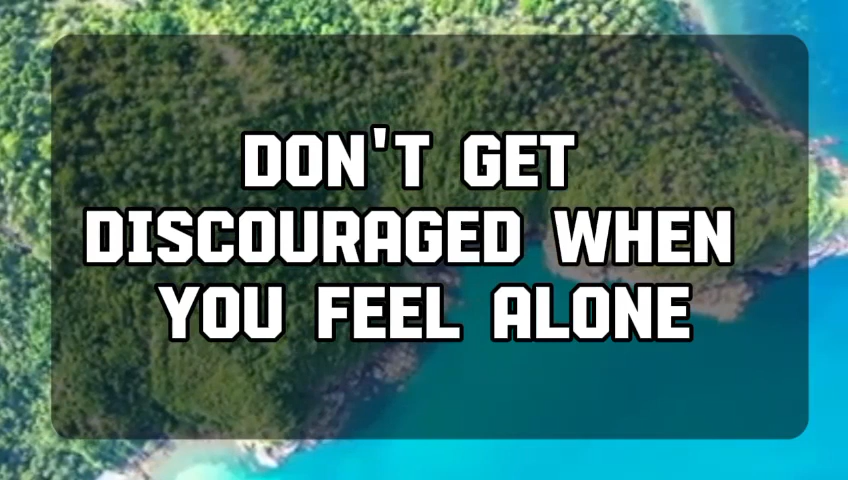 DON'T GET
DISCOURAGED WHEN
YOU FEEL ALONE